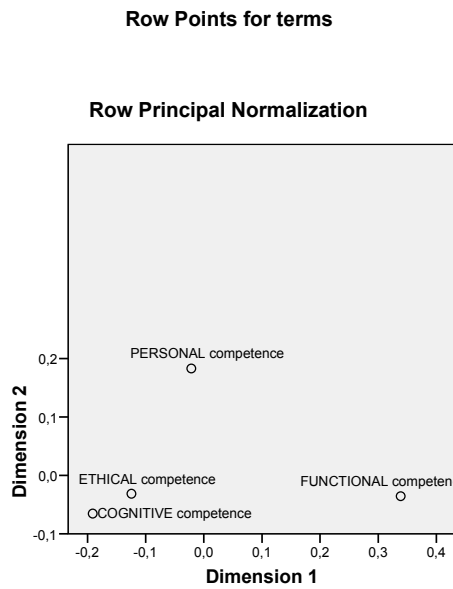 Row Points for terms
Row Principal Normalization
PERSONAL competence
ETHICAL competence
FUNCTIONAL competen
COGNITIVE competence
Dimension 2
0,2
0,1
0,0
-0,1
-0,2
-0,1
0,0
0,1
0,2
0,3
0,4
Dimension 1